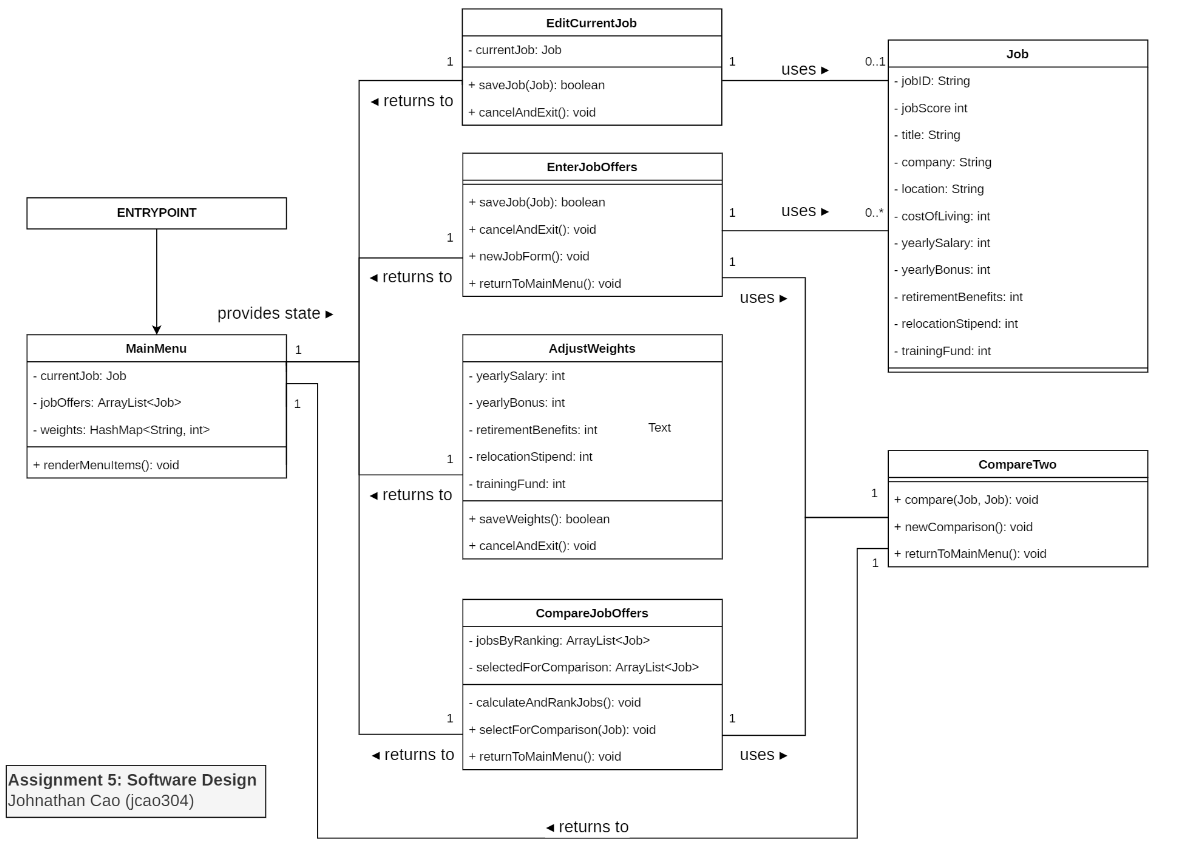 EditCurrentJob
- currentJob: Job
+ saveJob(Job): boolean
+ cancelAndExit(): void
1
◂ returns to
1
uses ▸
0..1
Job
- jobID: String
- jobScore int
- title: String
- company: String
- location: String
- costOfLiving: int
- yearlySalary: int
- yearlyBonus: int
- retirementBenefits: int
- relocationStipend: int
- trainingFund: int
EnterJobOffers
+ saveJob(Job): boolean
+ cancelAndExit(): void
+ newJobForm(): void
+ returnToMainMenu(): void
1
◂ returns to
1
uses ▸
0..*
1
uses ▸
ENTRYPOINT
provides state ▸
MainMenu
- currentJob: Job
- jobOffers: ArrayList<Job>
- weights: HashMap<String, int>
+ renderMenuItems(): void
1
1
AdjustWeights
- yearlySalary: int
- yearlyBonus: int
- retirementBenefits: int
Text
- relocationStipend: int
- trainingFund: int
+ saveWeights(): boolean
+ cancelAndExit(): void
1
◂ returns to
CompareTwo
+ compare(Job, Job): void
+ newComparison(): void
+ returnToMainMenu(): void
1
1
CompareJobOffers
- jobsByRanking: ArrayList<Job>
- selectedForComparison: ArrayList<Job>
- calculateAndRankJobs(): void
+ selectForComparison(Job): void
+ returnToMainMenu(): void
1
◂ returns to
1
uses ▸
◂ returns to
Assignment 5: Software Design
Johnathan Cao (jcao304)